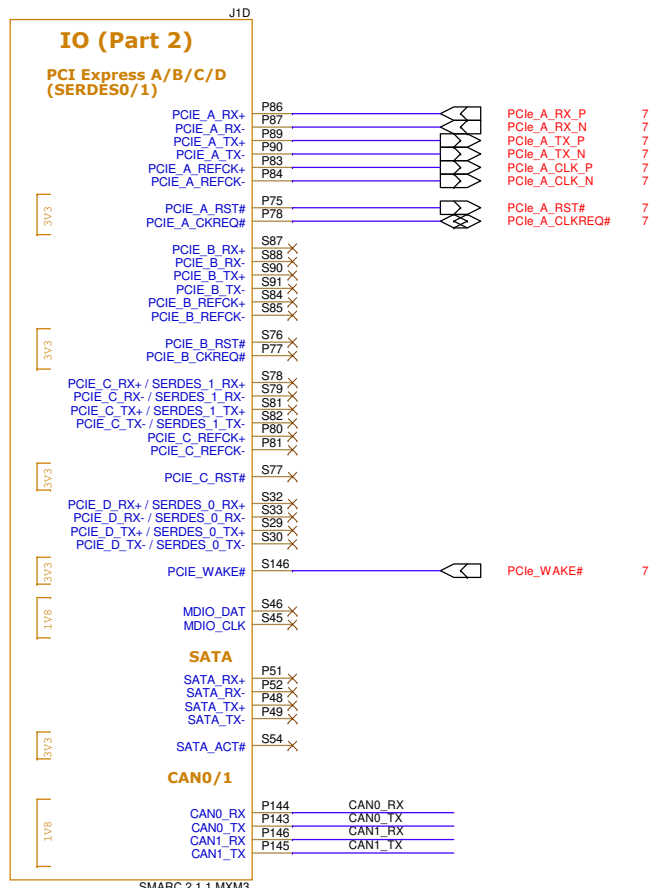 J1D
IO (Part 2)
PCI Express A/B/C/D
(SERDES0/1)
PCIE_A_RX+ P86 PCIe_A_RX_P 7
PCIE_A_RX- P87 PCIe_A_RX_N 7
PCIE_A_TX+ P89 PCIe_A_TX_P 7
PCIE_A_TX- P90 PCIe_A_TX_N 7
PCIE_A_REFCK+ P83 PCIe_A_CLK_P 7
PCIE_A_REFCK- P84 PCIe_A_CLK_N 7
3V3
PCIE_A_RST# P75 PCIe_A_RST# 7
PCIE_A_CKREQ# P78 PCIe_A_CLKREQ# 7
PCIE_B_RX+ S87
PCIE_B_RX- S88
PCIE_B_TX+ S90
PCIE_B_TX- S91
PCIE_B_REFCK+ S84
PCIE_B_REFCK- S85
3V3
PCIE_B_RST# S76
PCIE_B_CKREQ# P77
PCIE_C_RX+ / SERDES_1_RX+ S78
PCIE_C_RX- / SERDES_1_RX- S79
PCIE_C_TX+ / SERDES_1_TX+ S81
PCIE_C_TX- / SERDES_1_TX- S82
PCIE_C_REFCK+ P80
PCIE_C_REFCK- P81
3V3
PCIE_C_RST# S77
PCIE_D_RX+ / SERDES_0_RX+ S32
PCIE_D_RX- / SERDES_0_RX- S33
PCIE_D_TX+ / SERDES_0_TX+ S29
PCIE_D_TX- / SERDES_0_TX- S30
3V3
PCIE_WAKE# S146 PCIe_WAKE# 7
1V8
MDIO_DAT S46
MDIO_CLK S45
SATA
SATA_RX+ P51
SATA_RX- P52
SATA_TX+ P48
SATA_TX- P49
3V3
SATA_ACT# S54
CAN0/1
1V8
CAN0_RX P144 CAN0_RX
CAN0_TX P143 CAN0_TX
CAN1_RX P146 CAN1_RX
CAN1_TX P145 CAN1_TX
SMARC 2.1.1 MXM3